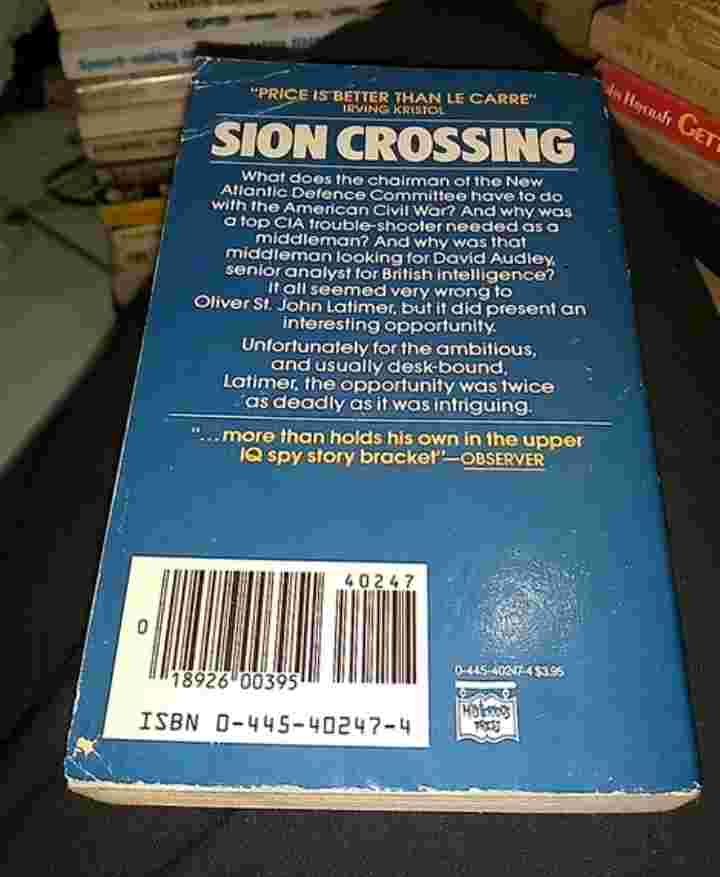 "PRICE IS BETTER THAN LE CARRE"
IRVING KRISTOL
SION CROSSING
What does the chairman of the New
Atlantic Defence Committee have to do
with the American Civil War? And why was
a top CIA trouble-shooter needed as a
middleman? And why was that
middleman looking for David Audley,
senior analyst for British intelligence?
It all seemed very wrong to
Oliver St. John Latimer, but it did present an
interesting opportunity.
Unfortunately for the ambitious,
and usually desk-bound,
Latimer, the opportunity was twice
as deadly as it was intriguing.
"...more than holds his own in the upper
IQ spy story bracket"—OBSERVER
40247
0
18926 00395
ISBN 0-445-40247-4
0-445-40247-4 $3.95
MYSTERIOUS
PRESS
Haycraft GET